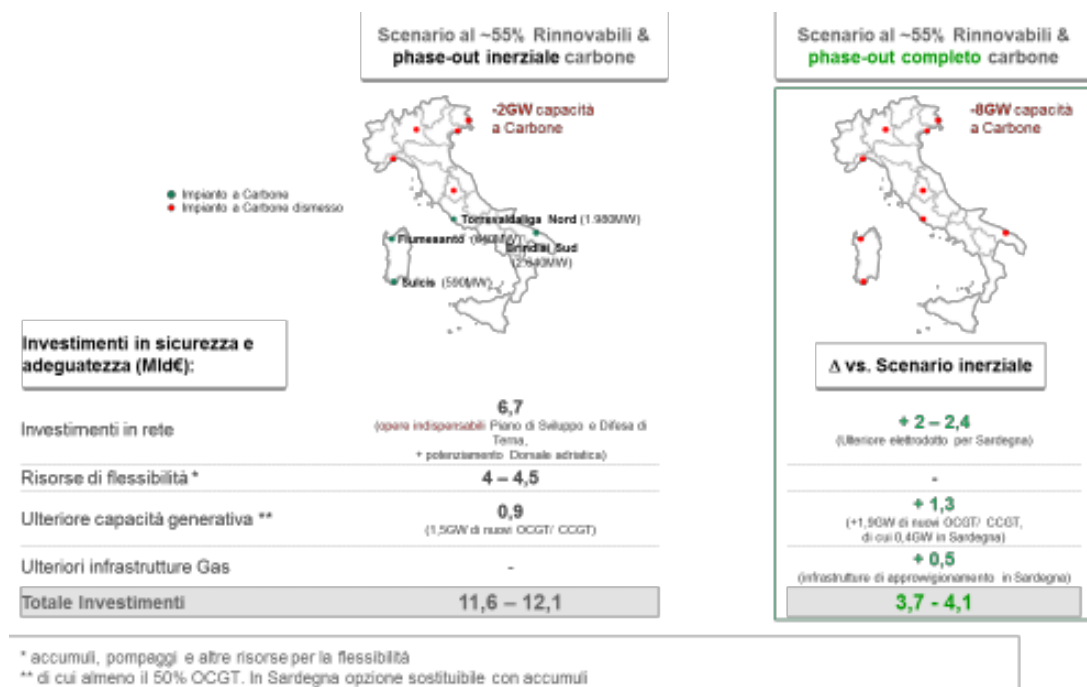 Scenario al ~55% Rinnovabili &
phase-out inerziale carbone
Scenario al ~55% Rinnovabili &
phase-out completo carbone
-2GW capacità
a Carbone
-8GW capacità
a Carbone
Impianto a Carbone
Impianto a Carbone dismesso
Torrevaldaliga Nord (1.980MW)
Fiumesanto
Brindisi Sud
(2.640MW)
Sulcis (590MW)
Investimenti in sicurezza e
adeguatezza (Mld€):
Δ vs. Scenario inerziale
Investimenti in rete
6,7
(opere indispensabili Piano di Sviluppo e Difesa di
Terna,
+ potenziamento Dorsale adriatica)
+ 2 – 2,4
(Ulteriore elettrodotto per Sardegna)
Risorse di flessibilità *
4 – 4,5
-
Ulteriore capacità generativa **
0,9
(1,5GW di nuovi OCGT/ CCGT)
+ 1,3
(+1,9GW di nuovi OCGT/ CCGT,
di cui 0,4GW in Sardegna)
Ulteriori infrastrutture Gas
-
+ 0,5
(infrastrutture di approvvigionamento in Sardegna)
Totale Investimenti
11,6 – 12,1
3,7 - 4,1
* accumuli, pompaggi e altre risorse per la flessibilità
** di cui almeno il 50% OCGT. In Sardegna opzione sostituibile con accumuli